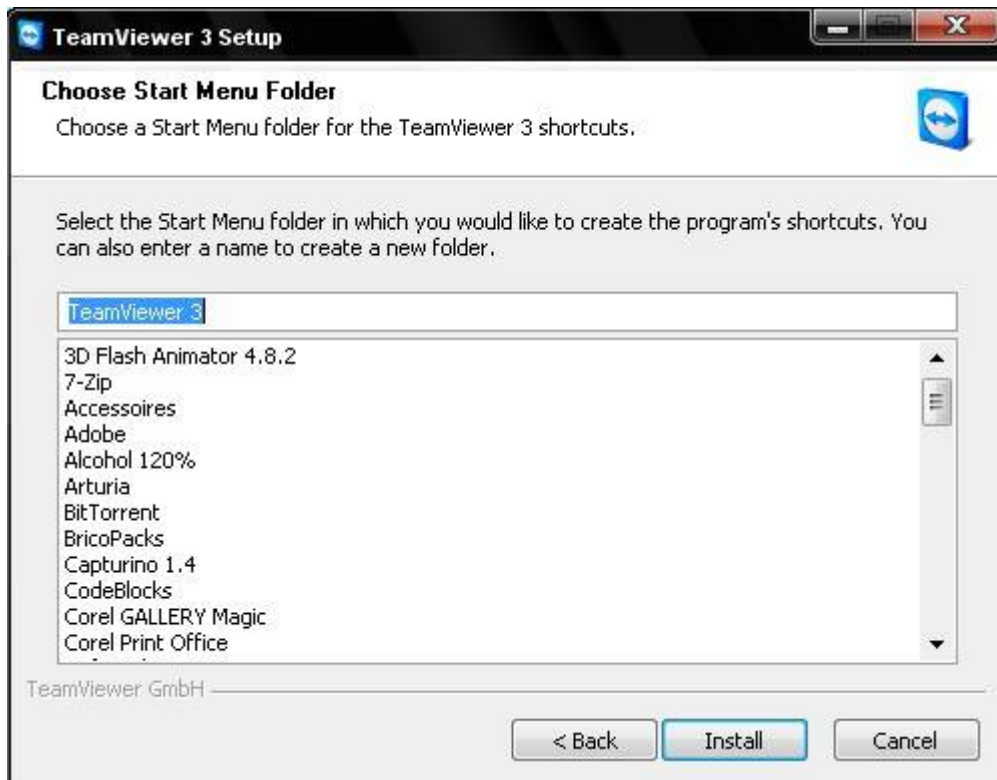 TeamViewer 3 Setup
Choose Start Menu Folder
Choose a Start Menu folder for the TeamViewer 3 shortcuts.
Select the Start Menu folder in which you would like to create the program's shortcuts. You
can also enter a name to create a new folder.
TeamViewer 3
3D Flash Animator 4.8.2
7-Zip
Accessoires
Adobe
Alcohol 120%
Arturia
BitTorrent
BricoPacks
Capturino 1.4
CodeBlocks
Corel GALLERY Magic
Corel Print Office
TeamViewer GmbH
< Back
Install
Cancel